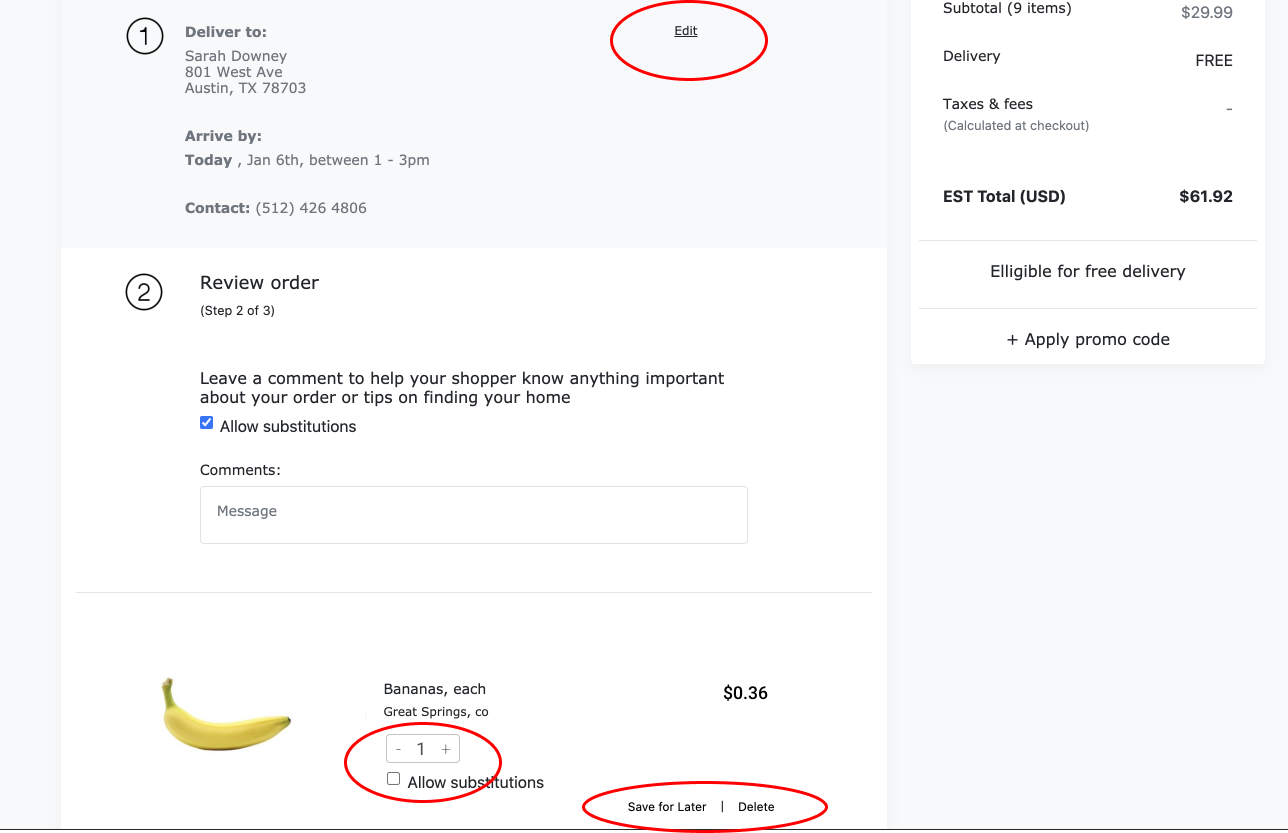 1
Deliver to:
Edit
Sarah Downey
801 West Ave
Austin, TX 78703
Arrive by:
Today , Jan 6th, between 1 - 3pm
Contact: (512) 426 4806
2
Review order
(Step 2 of 3)
Leave a comment to help your shopper know anything important
about your order or tips on finding your home
Allow substitutions
Comments:
Message
Bananas, each
$0.36
Great Springs, co
- 1 +
Allow substitutions
Save for Later | Delete
Subtotal (9 items) $29.99
Delivery FREE
Taxes & fees -
(Calculated at checkout)
EST Total (USD) $61.92
Elligible for free delivery
+ Apply promo code